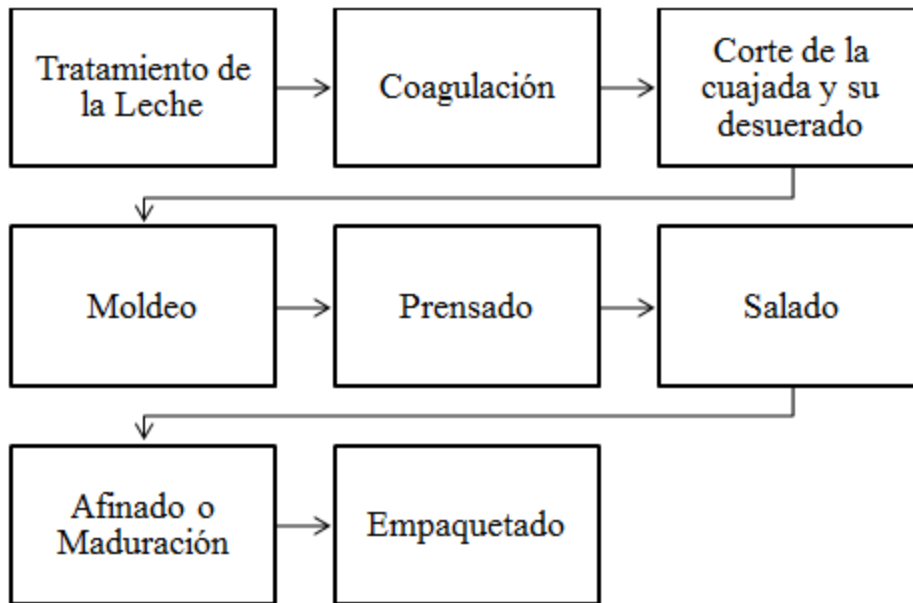 Tratamiento de
la Leche
Coagulación
Corte de la
cuajada y su
desuerado
Moldeo
Prensado
Salado
Afinado o
Maduración
Empaquetado